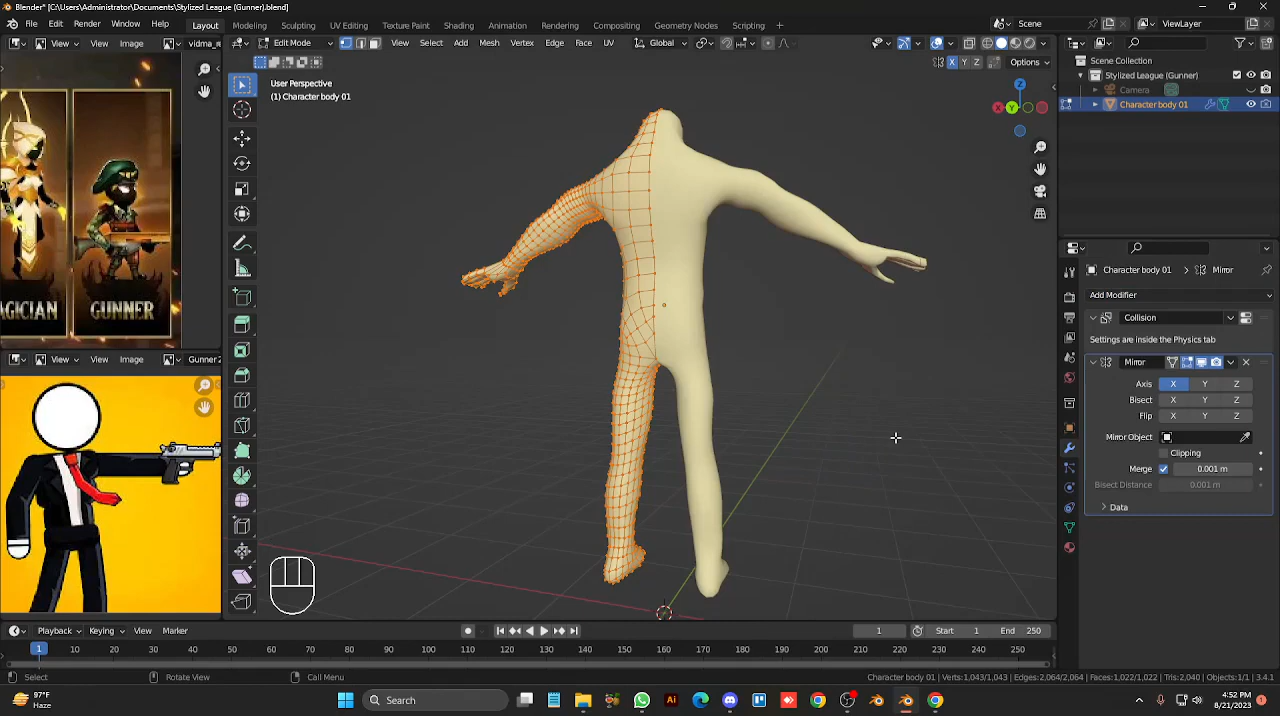 Blender* [C:\Users\Administrator\Documents\Stylized League (Gunner).blend]
File Edit Render Window Help Layout Modeling Sculpting UV Editing Texture Paint Shading Animation Rendering Compositing Geometry Nodes Scripting + Scene ViewLayer
View View Image vidma_re
Edit Mode View Select Add Mesh Vertex Edge Face UV Global
X Y Z Options
User Perspective
(1) Character body 01
Z
X Y
Scene Collection
Stylized League (Gunner)
Camera
Character body 01
AGICIAN GUNNER
Character body 01 > Mirror
Add Modifier
Collision
Settings are inside the Physics tab
Mirror
Axis X Y Z
Bisect X Y Z
Flip X Y Z
Mirror Object
Clipping
Merge 0.001 m
Bisect Distance 0.001 m
Data
View View Image Gunner 2
Playback Keying View Marker 1 Start 1 End 250
1 10 20 30 40 50 60 70 80 90 100 110 120 130 140 150 160 170 180 190 200 210 220 230 240 250
Select Rotate View Call Menu Character body 01 | Verts:1,043/1,043 | Edges:2,064/2,064 | Faces:1,022/1,022 | Tris:2,040 | Objects:1/1 | 3.4.1
97°F
Haze
Search
Ai
4:52 PM
8/21/2023